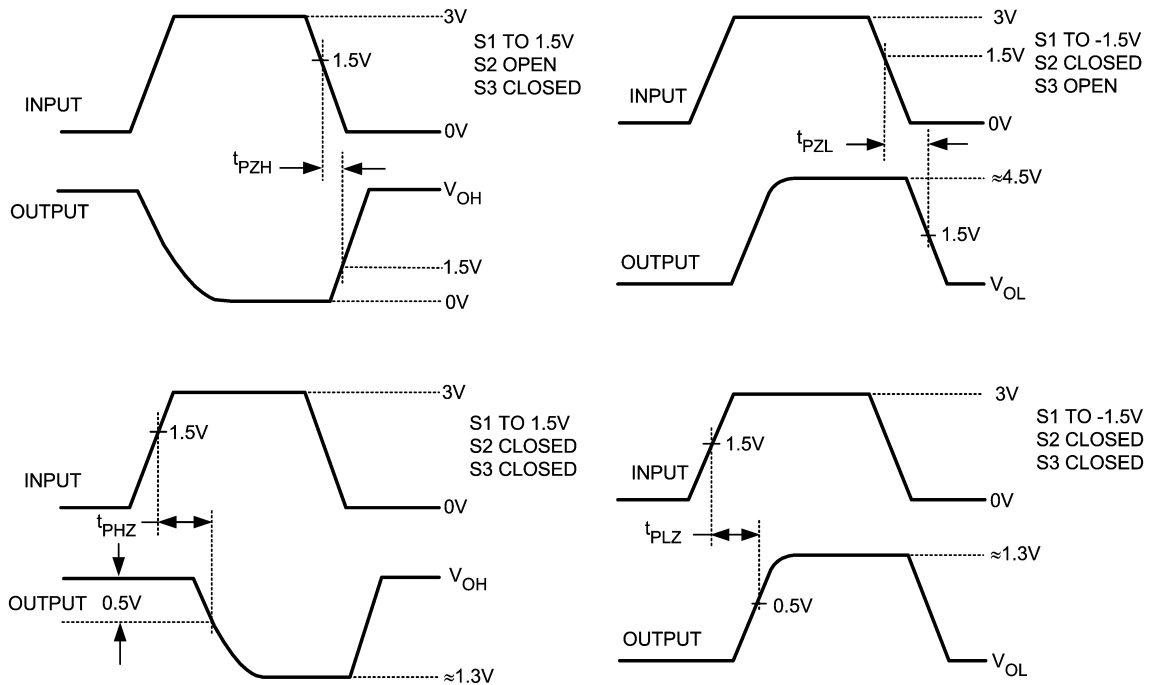 3V
1.5V
S1 TO 1.5V
S2 OPEN
S3 CLOSED
INPUT
0V
tPZH
VOH
OUTPUT
1.5V
0V
3V
S1 TO -1.5V
S2 CLOSED
S3 OPEN
1.5V
INPUT
0V
tPZL
≈4.5V
1.5V
OUTPUT
VOL
3V
1.5V
S1 TO 1.5V
S2 CLOSED
S3 CLOSED
INPUT
0V
tPHZ
VOH
OUTPUT 0.5V
≈1.3V
3V
S1 TO -1.5V
S2 CLOSED
S3 CLOSED
1.5V
INPUT
0V
tPLZ
≈1.3V
0.5V
OUTPUT
VOL